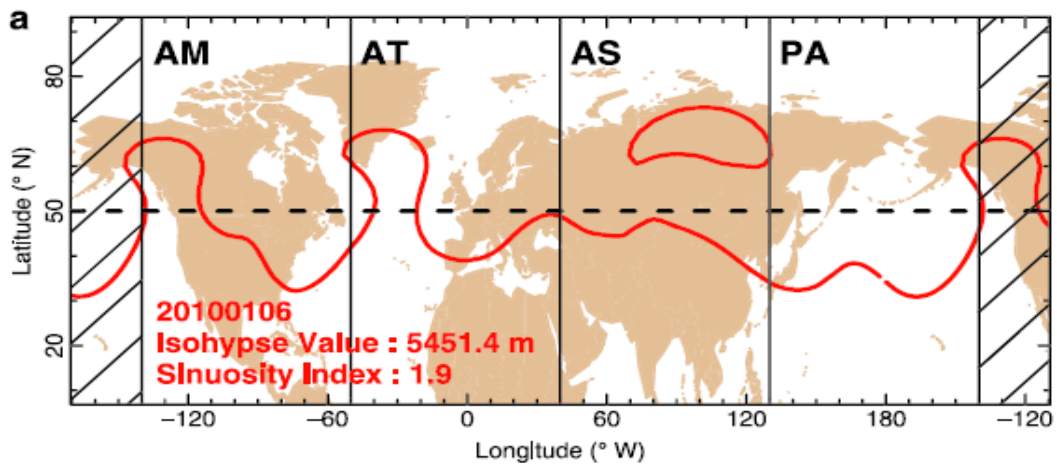 a
AM AT AS PA
80
50
20
Latitude (° N)
20100106
Isohypse Value : 5451.4 m
SInuosity Index : 1.9
−120 −60 0 60 120 180 −120
Longitude (° W)